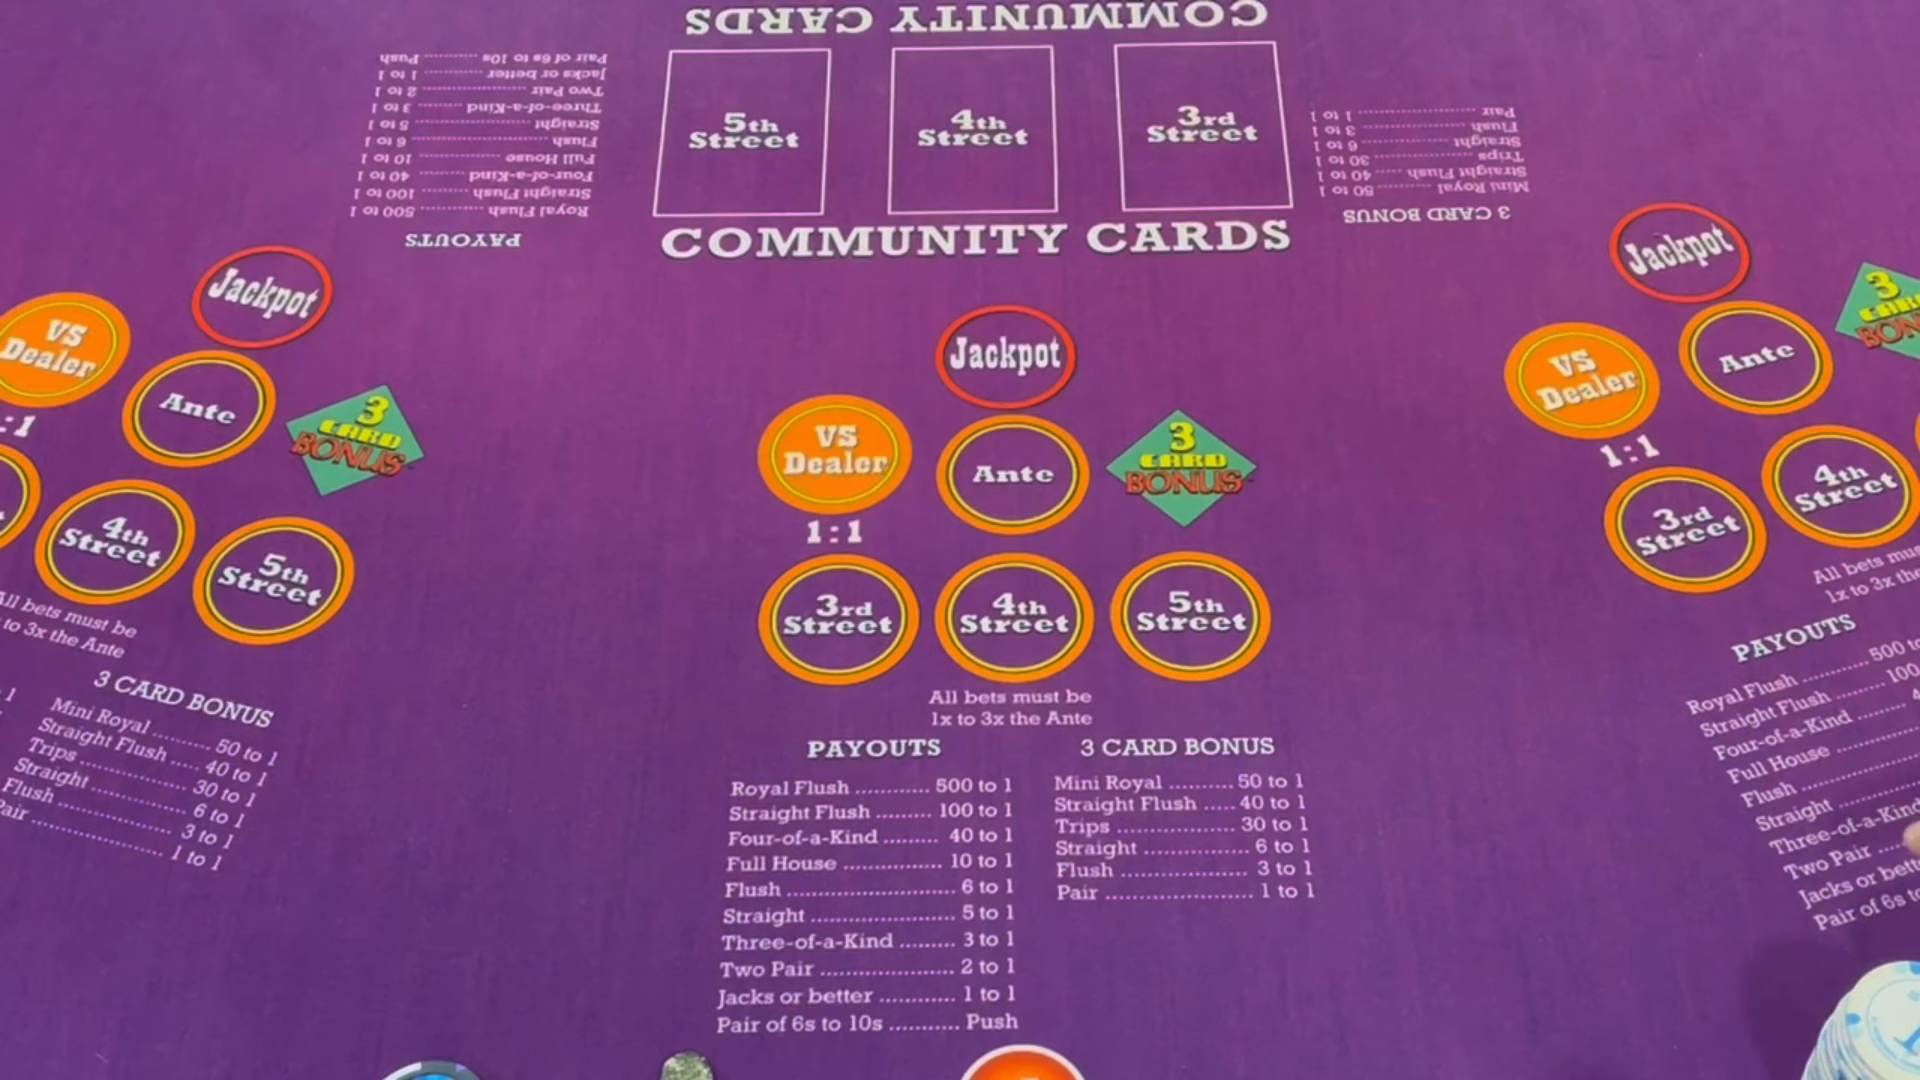 COMMUNITY CARDS
Pair of 6s to 10s .......... Push
Jacks or better .......... 1 to 1
Two Pair .......... 2 to 1
Three-of-a-Kind .......... 3 to 1
Straight .......... 5 to 1
Flush .......... 6 to 1
Full House .......... 10 to 1
Four-of-a-Kind .......... 40 to 1
Straight Flush .......... 100 to 1
Royal Flush .......... 500 to 1
PAYOUTS
5th
Street
4th
Street
3rd
Street
Pair .......... 1 to 1
Flush .......... 3 to 1
Straight .......... 6 to 1
Trips .......... 30 to 1
Straight Flush ..... 40 to 1
Mini Royal .......... 50 to 1
3 CARD BONUS
COMMUNITY CARDS
Jackpot
VS
Dealer
:1
Ante
3
CARD
BONUS
4th
Street
5th
Street
All bets must be
to 3x the Ante
3 CARD BONUS
Mini Royal .......... 50 to 1
Straight Flush ..... 40 to 1
Trips .......... 30 to 1
Straight .......... 6 to 1
Flush .......... 3 to 1
Pair .......... 1 to 1
Jackpot
VS
Dealer
1:1
Ante
3
CARD
BONUS
3rd
Street
4th
Street
5th
Street
All bets must be
1x to 3x the Ante
PAYOUTS
Royal Flush ............ 500 to 1
Straight Flush ......... 100 to 1
Four-of-a-Kind ......... 40 to 1
Full House ................ 10 to 1
Flush ........................... 6 to 1
Straight ....................... 5 to 1
Three-of-a-Kind ......... 3 to 1
Two Pair ...................... 2 to 1
Jacks or better ............ 1 to 1
Pair of 6s to 10s ........... Push
3 CARD BONUS
Mini Royal .......... 50 to 1
Straight Flush ..... 40 to 1
Trips ................... 30 to 1
Straight ................. 6 to 1
Flush ..................... 3 to 1
Pair ........................ 1 to 1
Jackpot
VS
Dealer
1:1
Ante
3
3rd
Street
4th
Street
All bets
1x to 3x the
PAYOUTS
Royal Flush .......... 500
Straight Flush ........ 100
Four-of-a-Kind ........
Full House ..........
Flush ..........
Straight ..........
Three-of-a-Kind
Two Pair ....
Jacks or
Pair of 6s